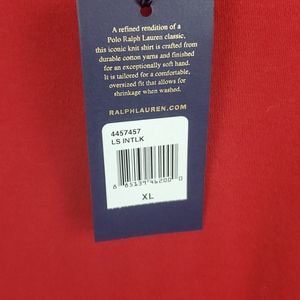 A refined rendition of a
Polo Ralph Lauren classic,
this iconic knit shirt is crafted from
durable cotton yarns and finished
for an exceptionally soft hand.
It is tailored for a comfortable,
oversized fit that allows for
shrinkage when washed.
RALPHLAUREN.COM
4457457
LS INTLK
XL